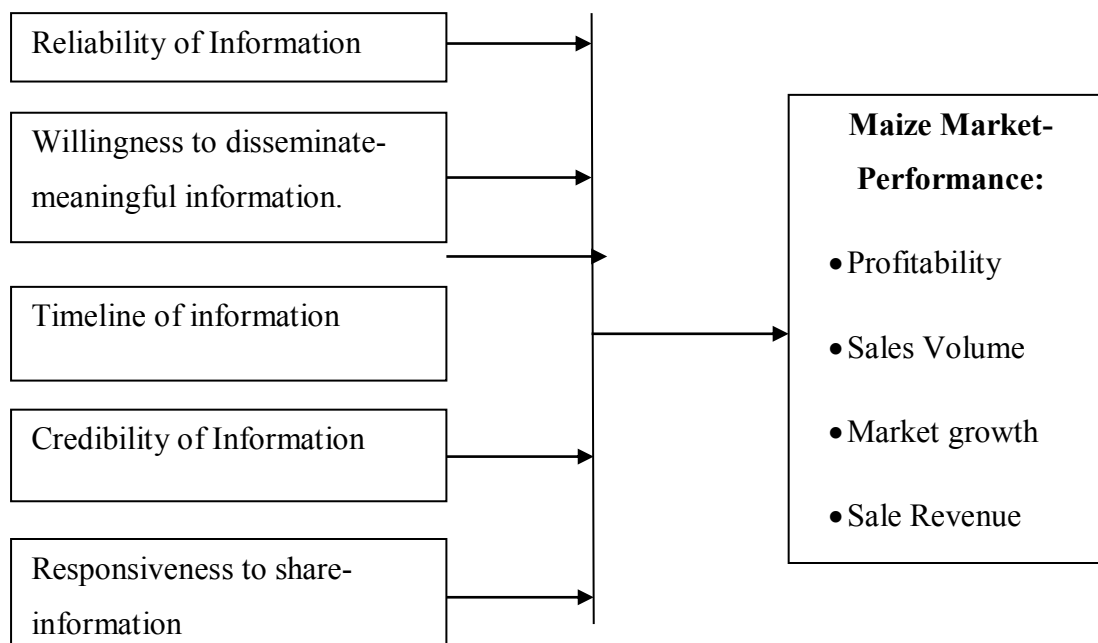 Reliability of Information
Willingness to disseminate-
meaningful information.
Timeline of information
Credibility of Information
Responsiveness to share-
information
Maize Market-
Performance:
•Profitability
•Sales Volume
•Market growth
•Sale Revenue